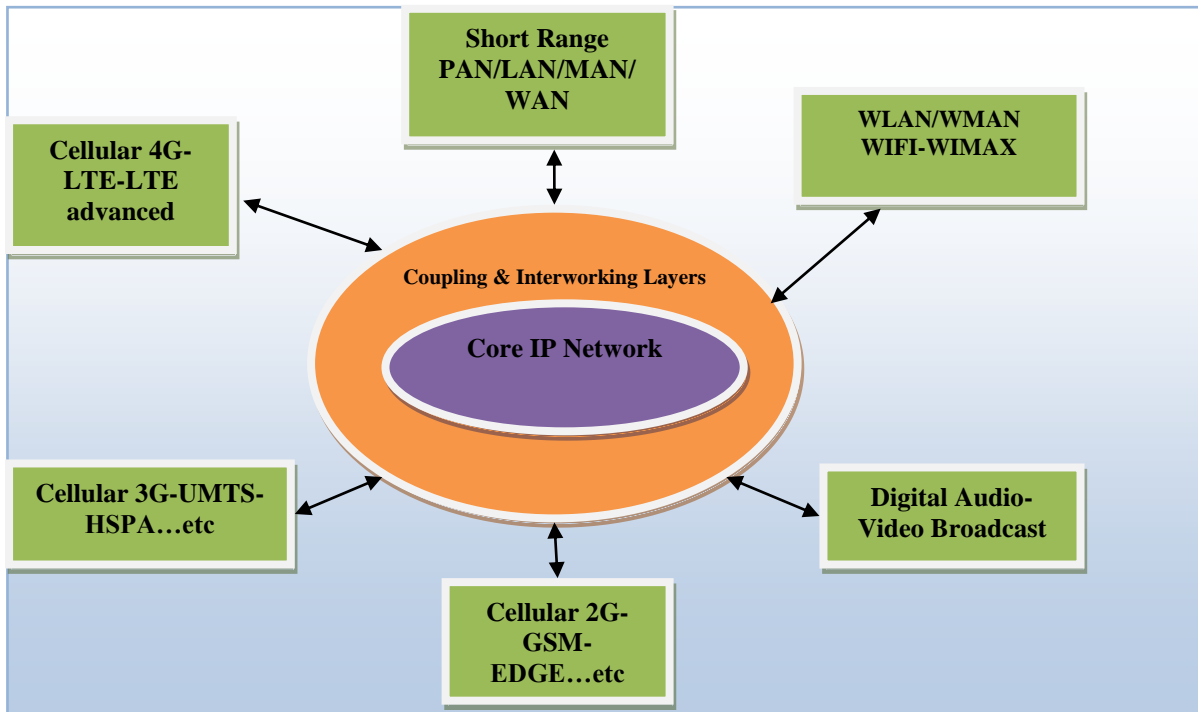 Short Range
PAN/LAN/MAN/
WAN
WLAN/WMAN
WIFI-WIMAX
Cellular 4G-
LTE-LTE
advanced
Coupling & Interworking Layers
Core IP Network
Cellular 3G-UMTS-
HSPA…etc
Digital Audio-
Video Broadcast
Cellular 2G-
GSM-
EDGE…etc